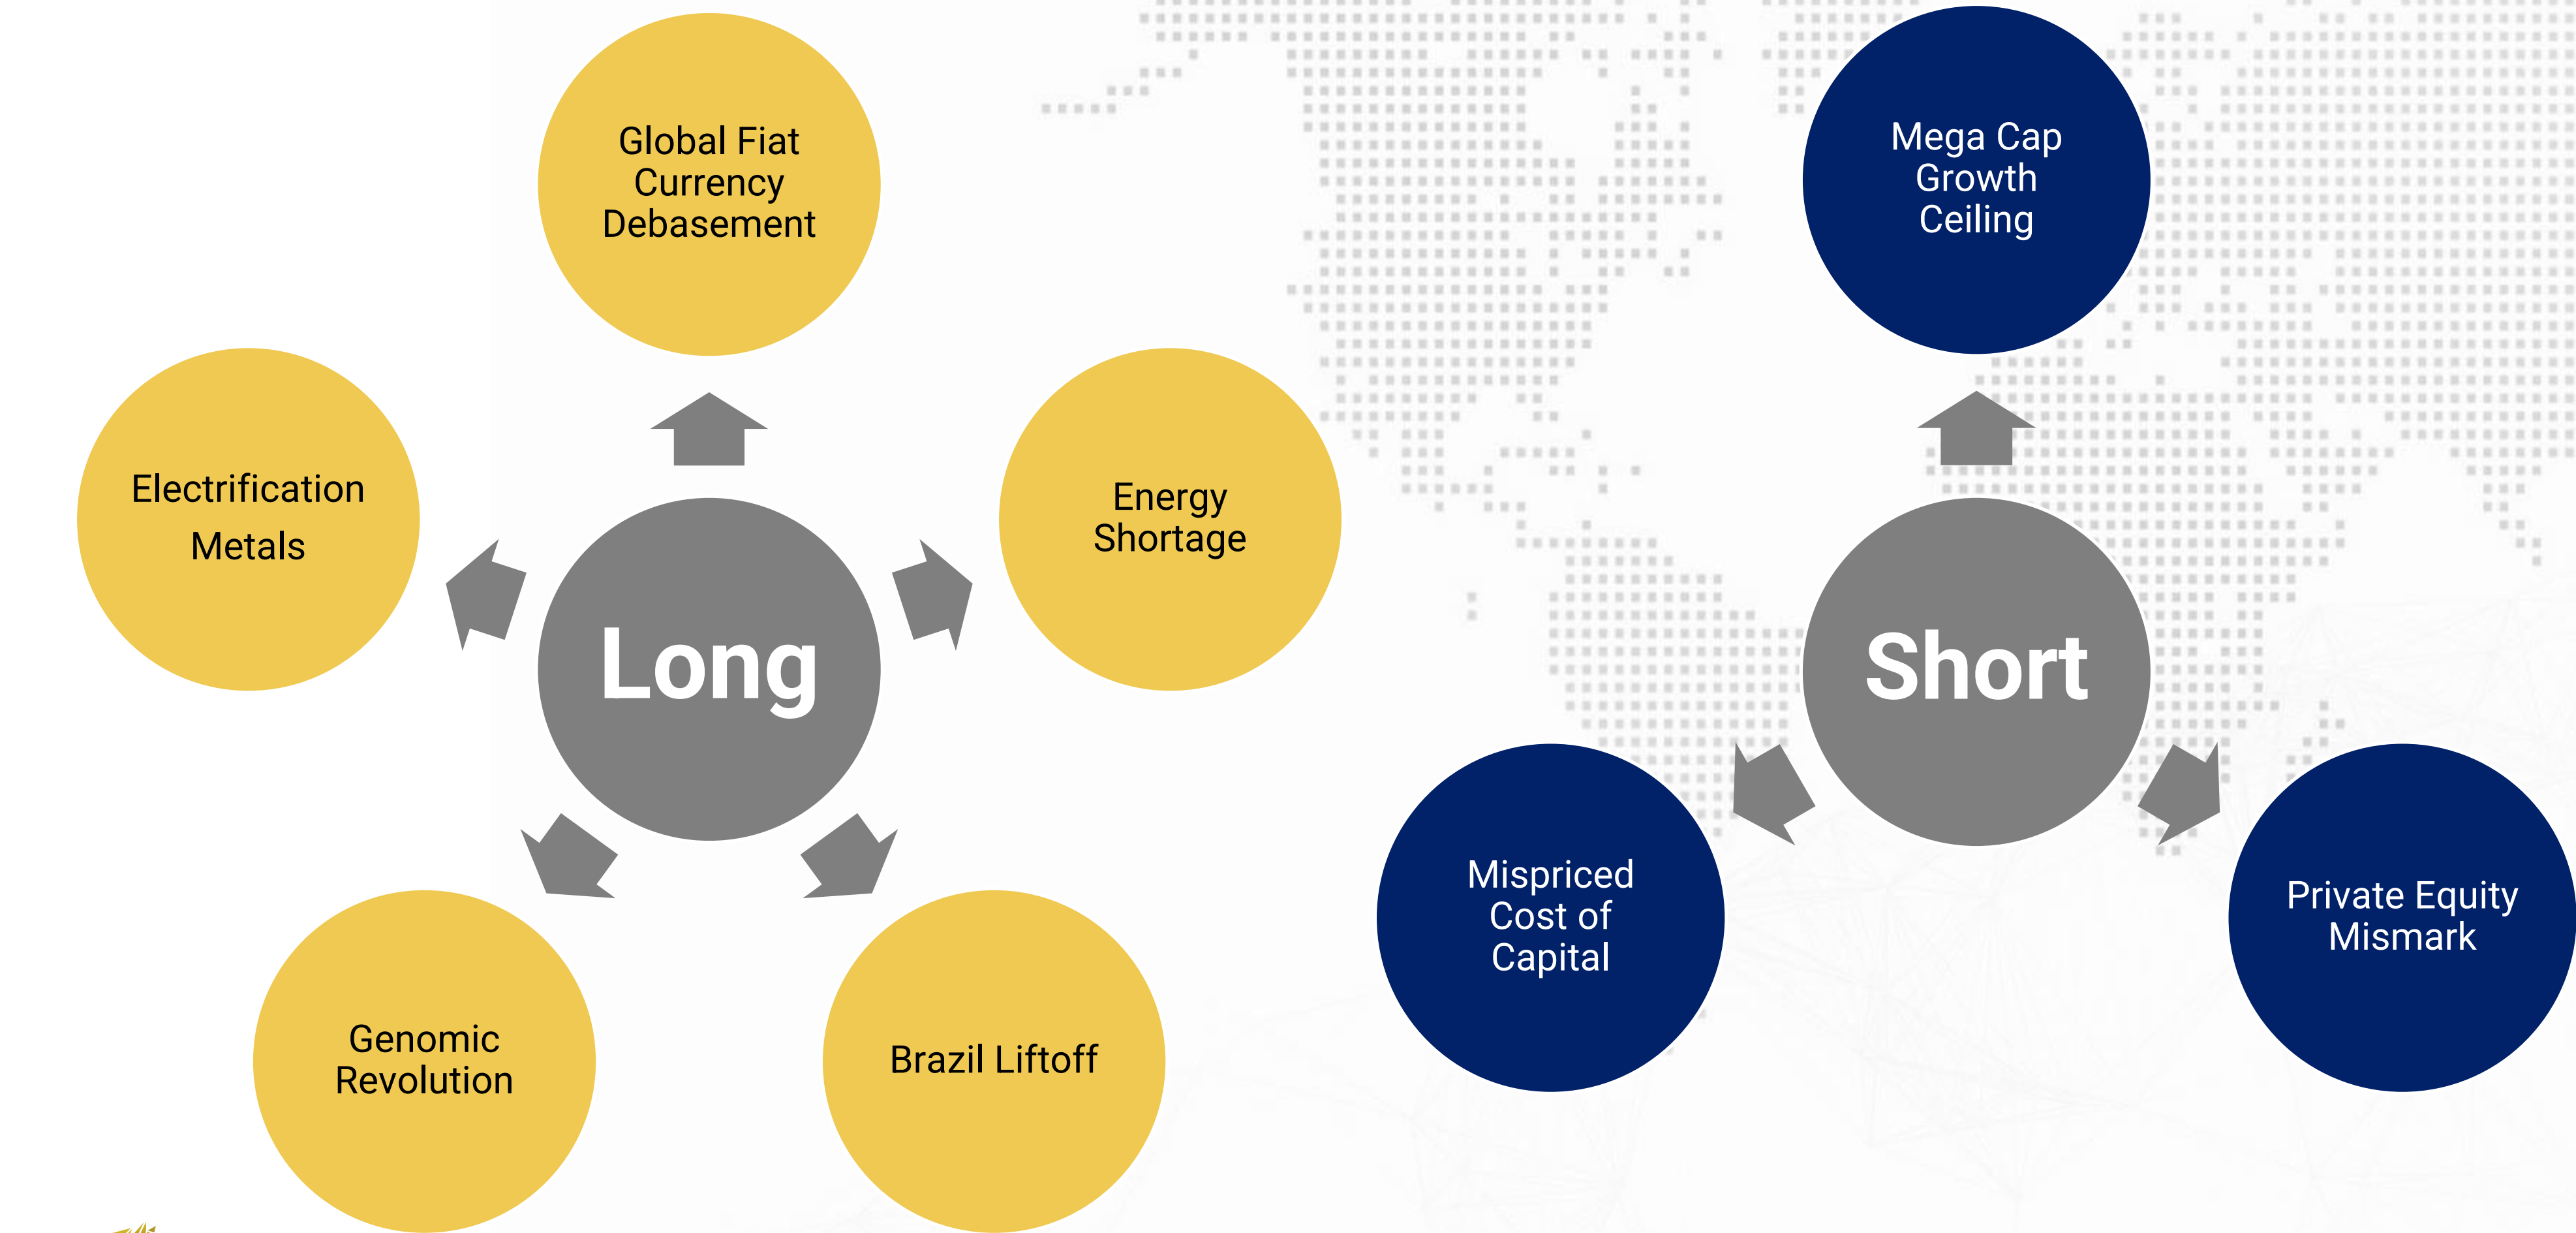 Global Fiat
Currency
Debasement
Electrification
Metals
Energy
Shortage
Long
Genomic
Revolution
Brazil Liftoff
Mega Cap
Growth
Ceiling
Short
Mispriced
Cost of
Capital
Private Equity
Mismark